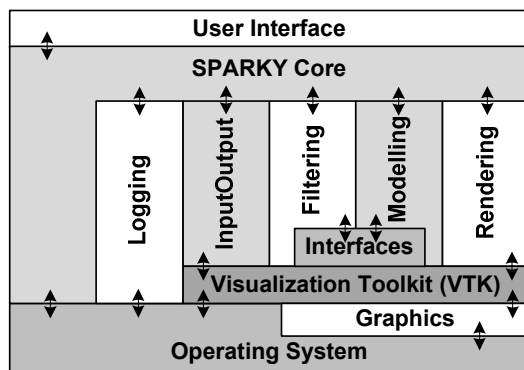 User Interface
SPARKY Core
Logging
InputOutput
Filtering
Modelling
Rendering
Interfaces
Visualization Toolkit (VTK)
Graphics
Operating System